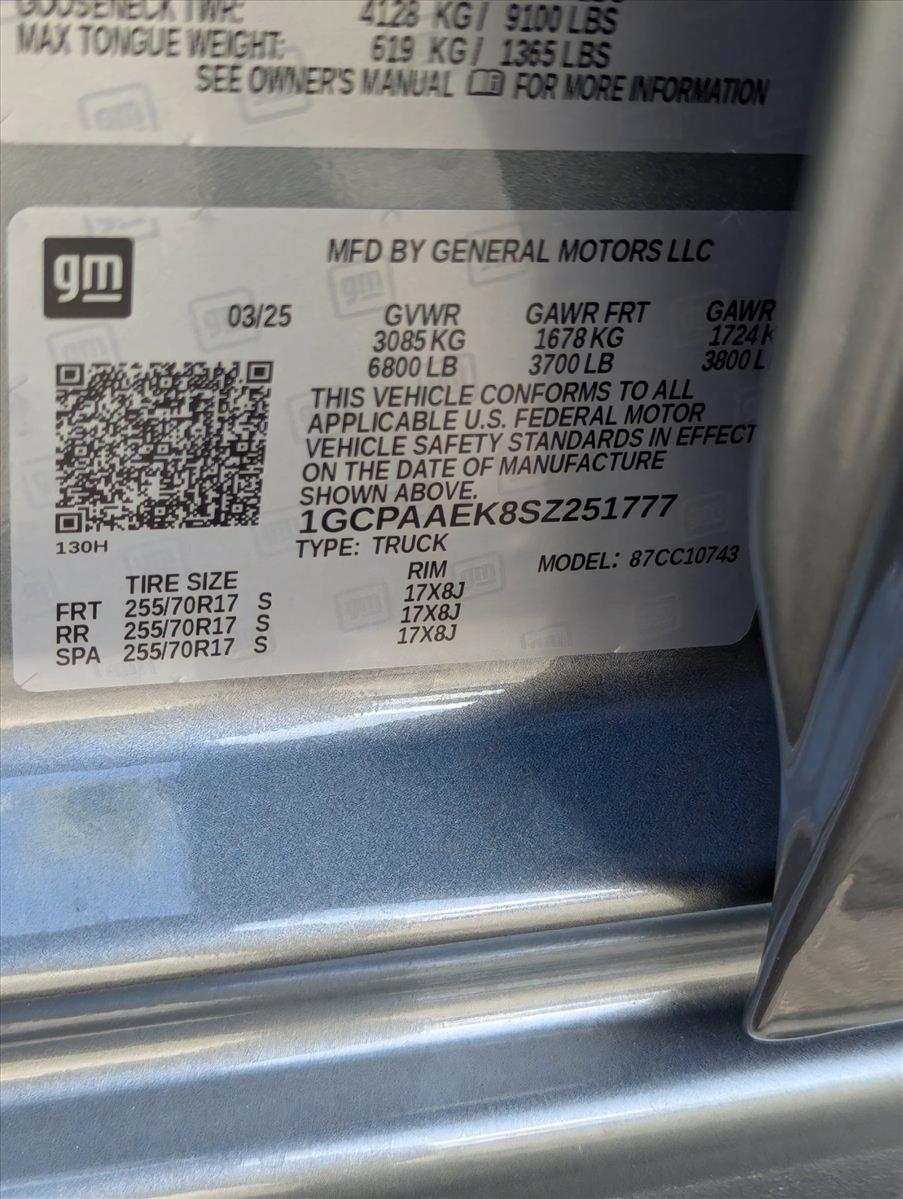 GOOSENECK TWR: 4128 KG/ 9100 LBS
MAX TONGUE WEIGHT: 619 KG/ 1365 LBS
SEE OWNER'S MANUAL FOR MORE INFORMATION
gm
MFD BY GENERAL MOTORS LLC
03/25 GVWR GAWR FRT GAWR
3085 KG 1678 KG 1724 K
6800 LB 3700 LB 3800 L
THIS VEHICLE CONFORMS TO ALL
APPLICABLE U.S. FEDERAL MOTOR
VEHICLE SAFETY STANDARDS IN EFFECT
ON THE DATE OF MANUFACTURE
SHOWN ABOVE.
1GCPAAEK8SZ251777
130H
TYPE: TRUCK MODEL: 87CC10743
TIRE SIZE RIM
FRT 255/70R17 S 17X8J
RR 255/70R17 S 17X8J
SPA 255/70R17 S 17X8J